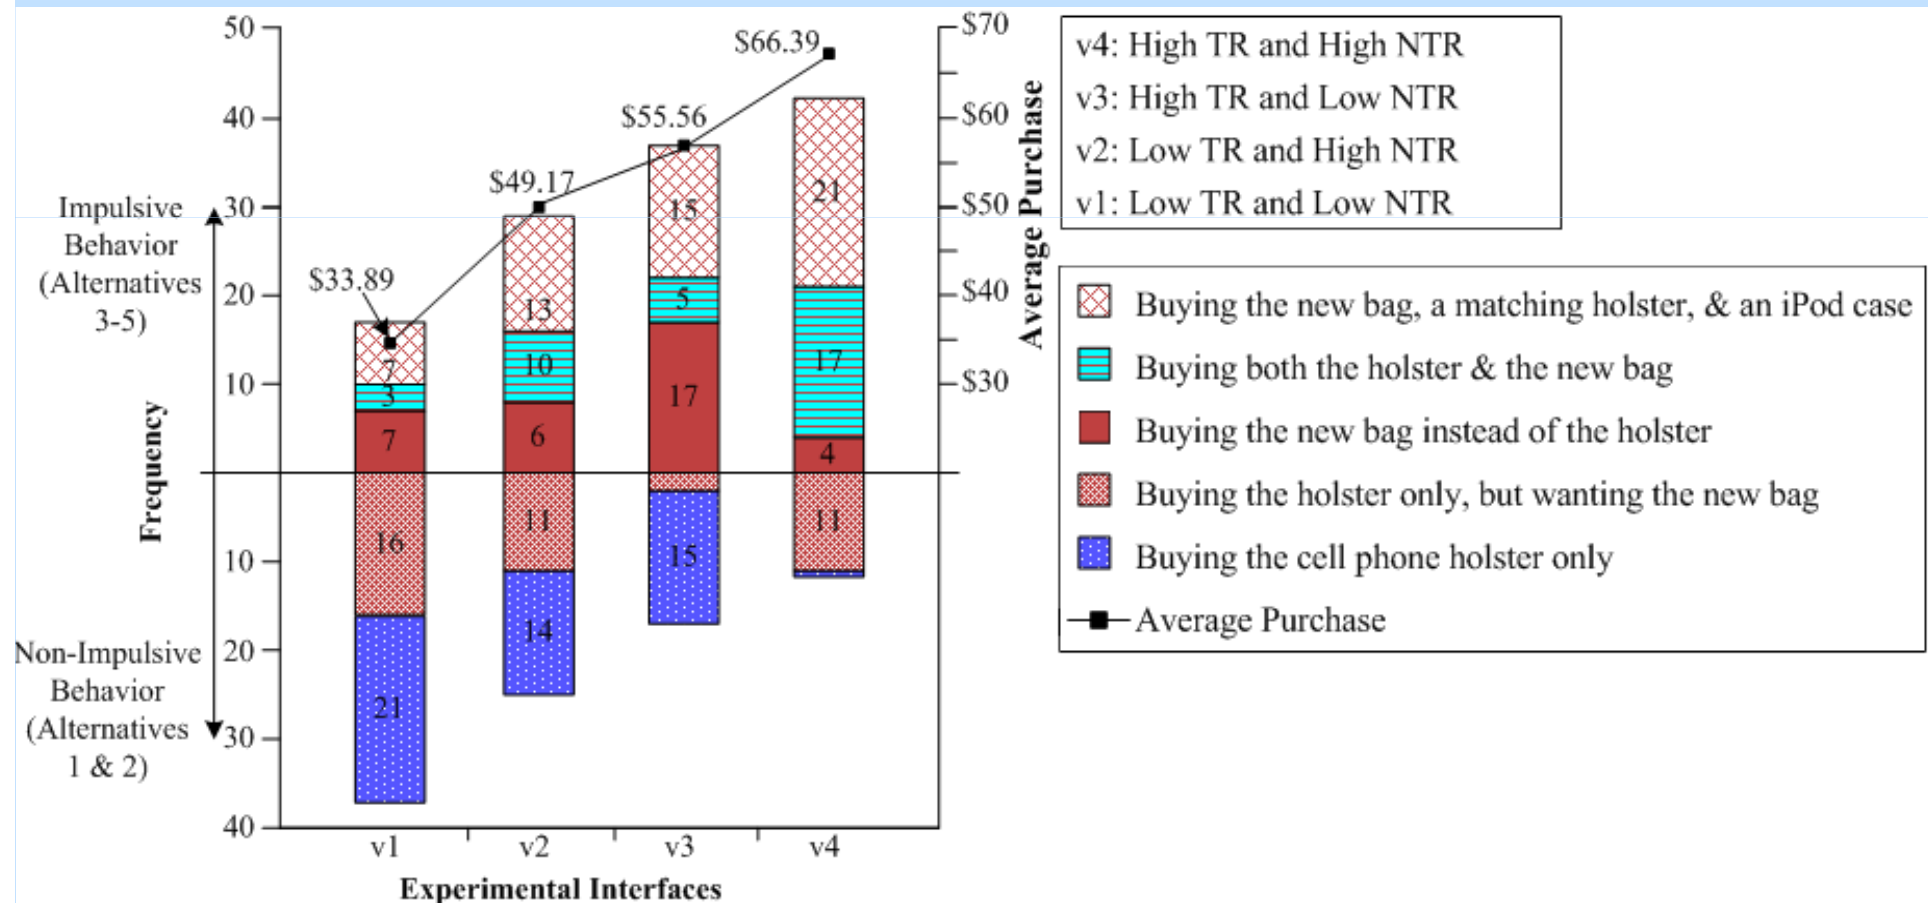 50
40
30
20
10
10
20
30
40
Frequency
Impulsive
Behavior
(Alternatives
3-5)
Non-Impulsive
Behavior
(Alternatives
1 & 2)
$33.89
$49.17
$55.56
$66.39
7
3
7
16
21
13
10
6
11
14
15
5
17
15
21
17
4
11
v1
v2
v3
v4
Experimental Interfaces
$70
$60
$50
$40
$30
Average Purchase
v4: High TR and High NTR
v3: High TR and Low NTR
v2: Low TR and High NTR
v1: Low TR and Low NTR
Buying the new bag, a matching holster, & an iPod case
Buying both the holster & the new bag
Buying the new bag instead of the holster
Buying the holster only, but wanting the new bag
Buying the cell phone holster only
Average Purchase